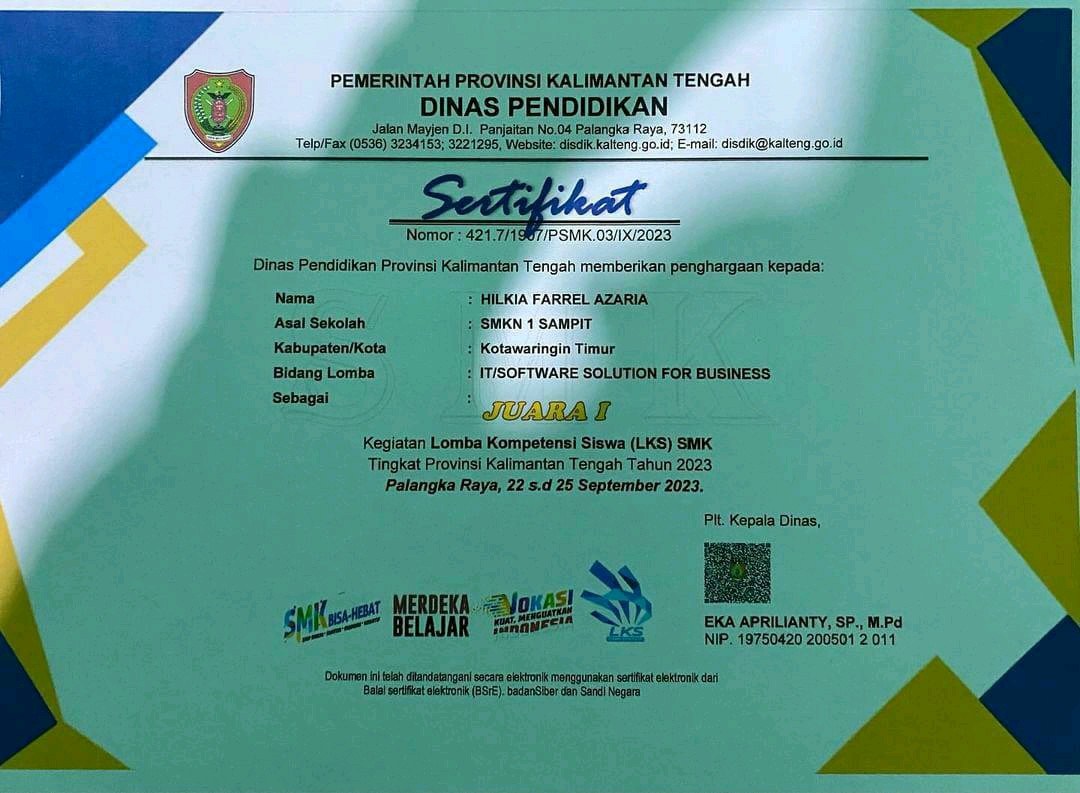 PEMERINTAH PROVINSI KALIMANTAN TENGAH
DINAS PENDIDIKAN
Jalan Mayjen D.I. Panjaitan No.04 Palangka Raya, 73112
Telp/Fax (0536) 3234153; 3221295, Website: disdik.kalteng.go.id; E-mail: disdik@kalteng.go.id
Sertifikat
Nomor : 421.7/1907/PSMK.03/IX/2023
Dinas Pendidikan Provinsi Kalimantan Tengah memberikan penghargaan kepada:
Nama : HILKIA FARREL AZARIA
Asal Sekolah : SMKN 1 SAMPIT
Kabupaten/Kota : Kotawaringin Timur
Bidang Lomba : IT/SOFTWARE SOLUTION FOR BUSINESS
Sebagai : JUARA I
SMK
Kegiatan Lomba Kompetensi Siswa (LKS) SMK
Tingkat Provinsi Kalimantan Tengah Tahun 2023
Palangka Raya, 22 s.d 25 September 2023.
Plt. Kepala Dinas,
EKA APRILIANTY, SP., M.Pd
NIP. 19750420 200501 2 011
SMK BISA-HEBAT
MERDEKA BELAJAR
VOKASI
KUAT, MENGUATKAN
INDONESIA
LKS
Dokumen ini telah ditandatangani secara elektronik menggunakan sertifikat elektronik dari
Balai sertifikat elektronik (BSrE). badanSiber dan Sandi Negara